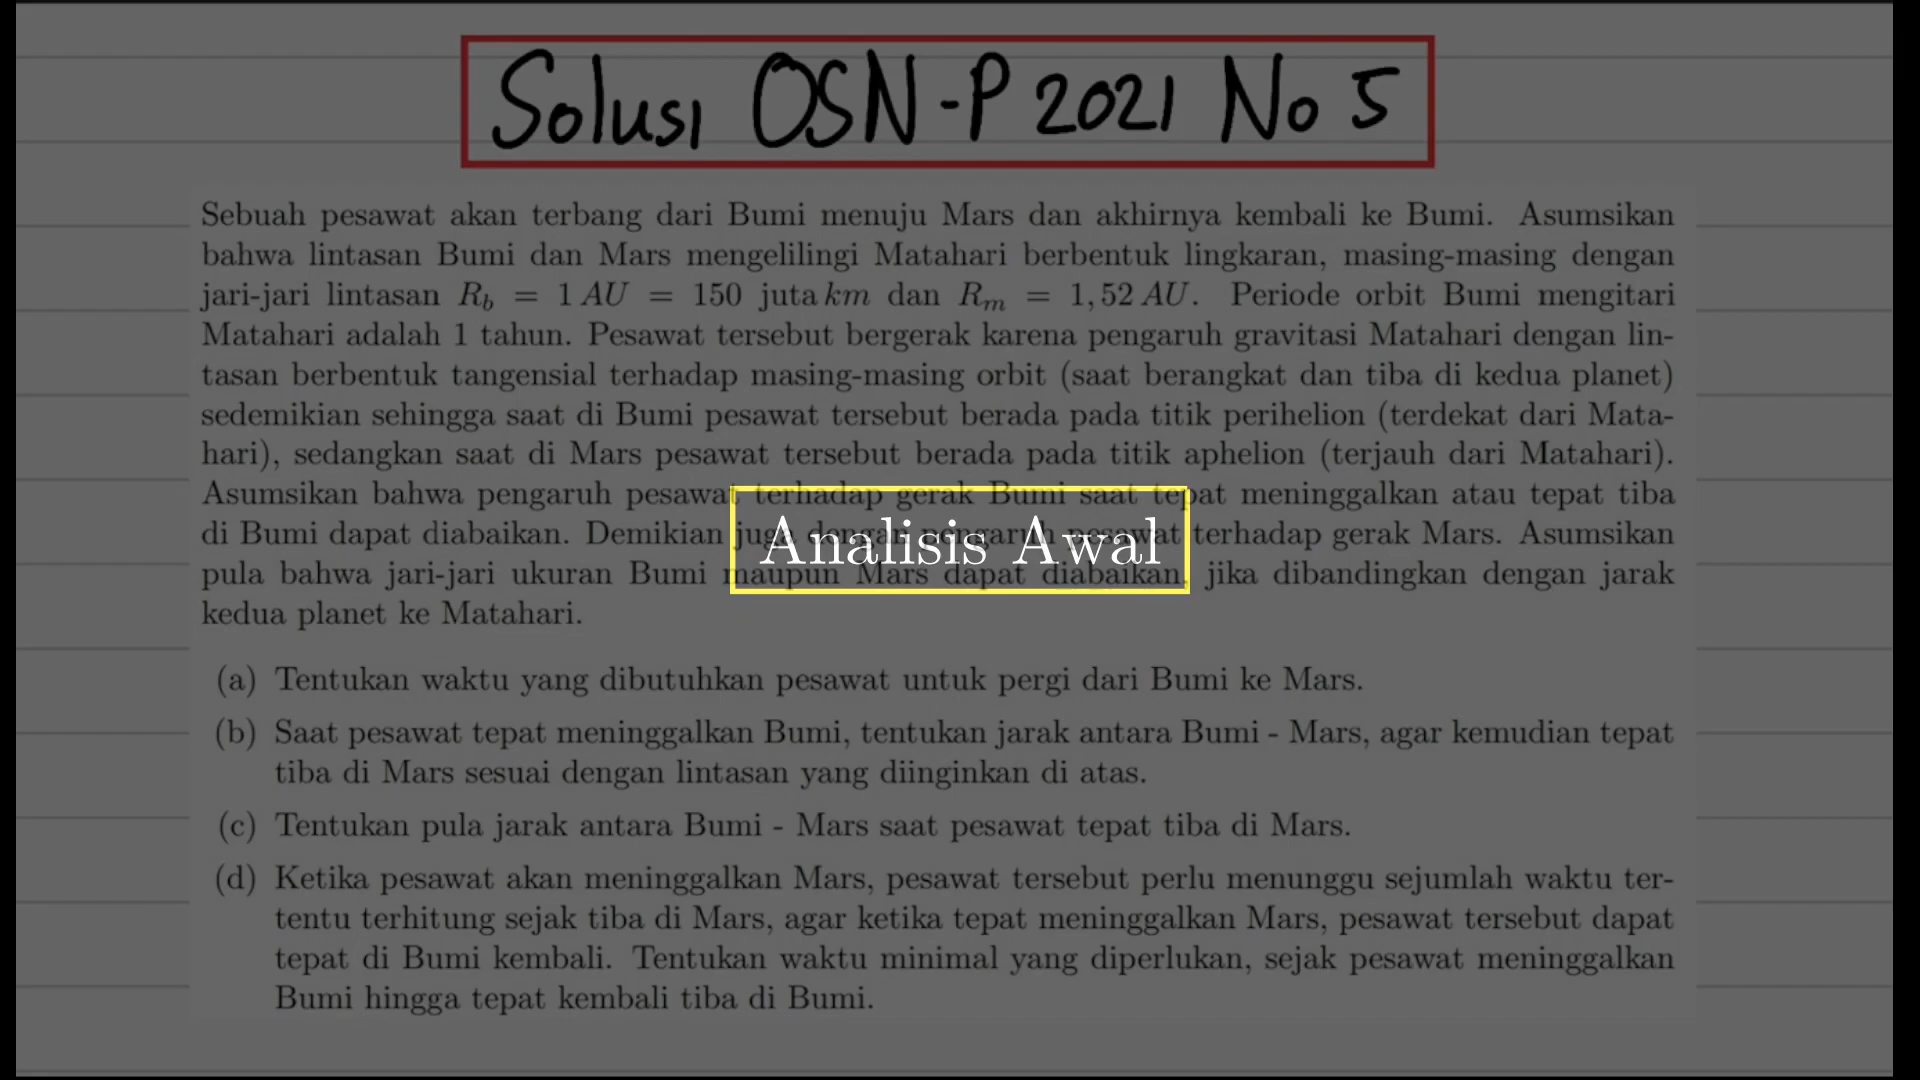 Solusi OSN-P 2021 No 5
Sebuah pesawat akan terbang dari Bumi menuju Mars dan akhirnya kembali ke Bumi. Asumsikan
bahwa lintasan Bumi dan Mars mengelilingi Matahari berbentuk lingkaran, masing-masing dengan
jari-jari lintasan R_b = 1 AU = 150 juta km dan R_m = 1, 52 AU. Periode orbit Bumi mengitari
Matahari adalah 1 tahun. Pesawat tersebut bergerak karena pengaruh gravitasi Matahari dengan lin-
tasan berbentuk tangensial terhadap masing-masing orbit (saat berangkat dan tiba di kedua planet)
sedemikian sehingga saat di Bumi pesawat tersebut berada pada titik perihelion (terdekat dari Mata-
hari), sedangkan saat di Mars pesawat tersebut berada pada titik aphelion (terjauh dari Matahari).
Asumsikan bahwa pengaruh pesawat terhadap gerak Bumi saat tepat meninggalkan atau tepat tiba
di Bumi dapat diabaikan. Demikian juga dengan pengaruh pesawat terhadap gerak Mars. Asumsikan
Analisis Awal
pula bahwa jari-jari ukuran Bumi maupun Mars dapat diabaikan, jika dibandingkan dengan jarak
kedua planet ke Matahari.
(a) Tentukan waktu yang dibutuhkan pesawat untuk pergi dari Bumi ke Mars.
(b) Saat pesawat tepat meninggalkan Bumi, tentukan jarak antara Bumi - Mars, agar kemudian tepat
tiba di Mars sesuai dengan lintasan yang diinginkan di atas.
(c) Tentukan pula jarak antara Bumi - Mars saat pesawat tepat tiba di Mars.
(d) Ketika pesawat akan meninggalkan Mars, pesawat tersebut perlu menunggu sejumlah waktu ter-
tentu terhitung sejak tiba di Mars, agar ketika tepat meninggalkan Mars, pesawat tersebut dapat
tepat di Bumi kembali. Tentukan waktu minimal yang diperlukan, sejak pesawat meninggalkan
Bumi hingga tepat kembali tiba di Bumi.